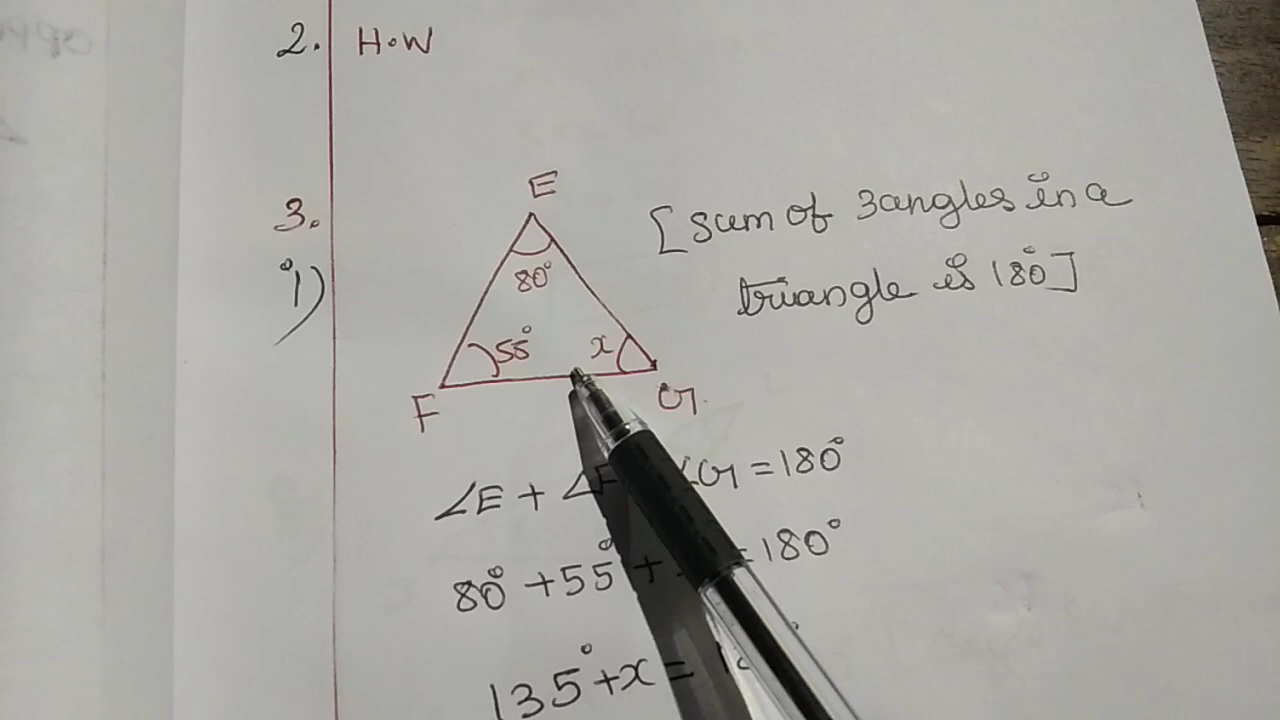 2. H.W
3.
i)
E
[sum of 3angles in a
triangle is 180°]
80°
55° x
F G
∠E + ∠F ∠G = 180°
80° + 55° + = 180°
135° + x =